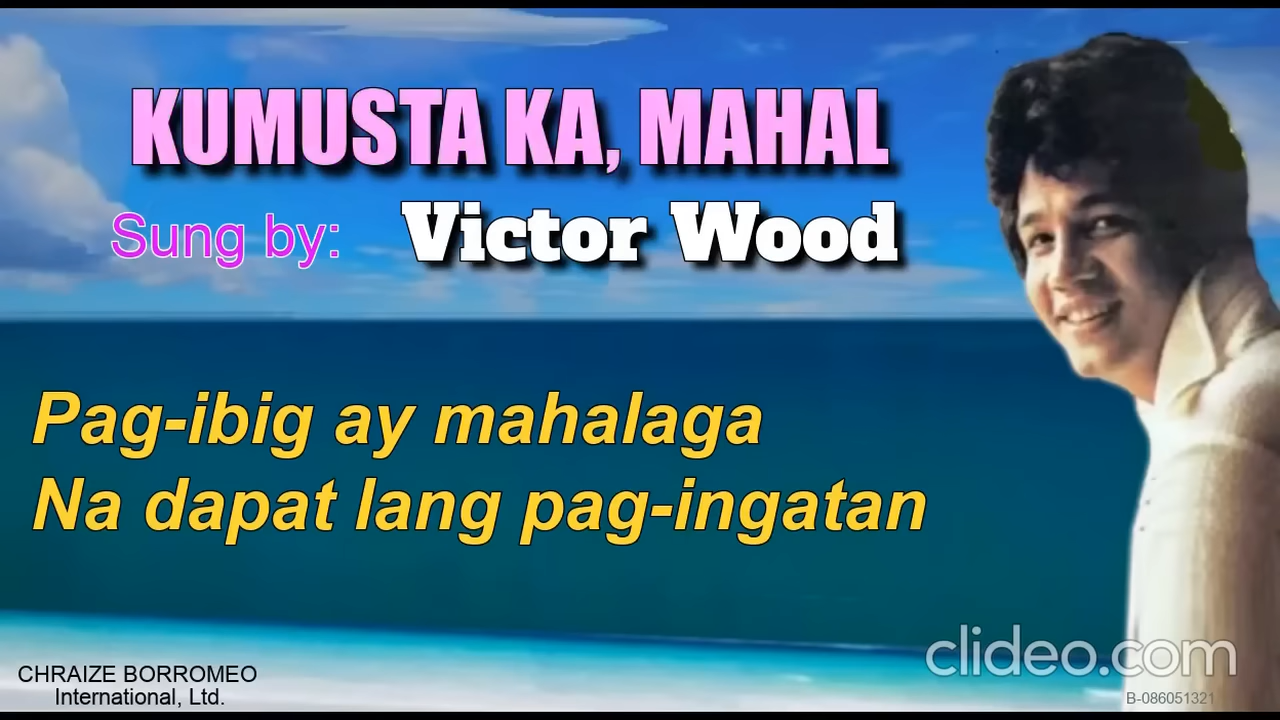 KUMUSTA KA, MAHAL
Sung by: Victor Wood
Pag-ibig ay mahalaga
Na dapat lang pag-ingatan
clideo.com
CHRAIZE BORROMEO
International, Ltd.
B-086051321